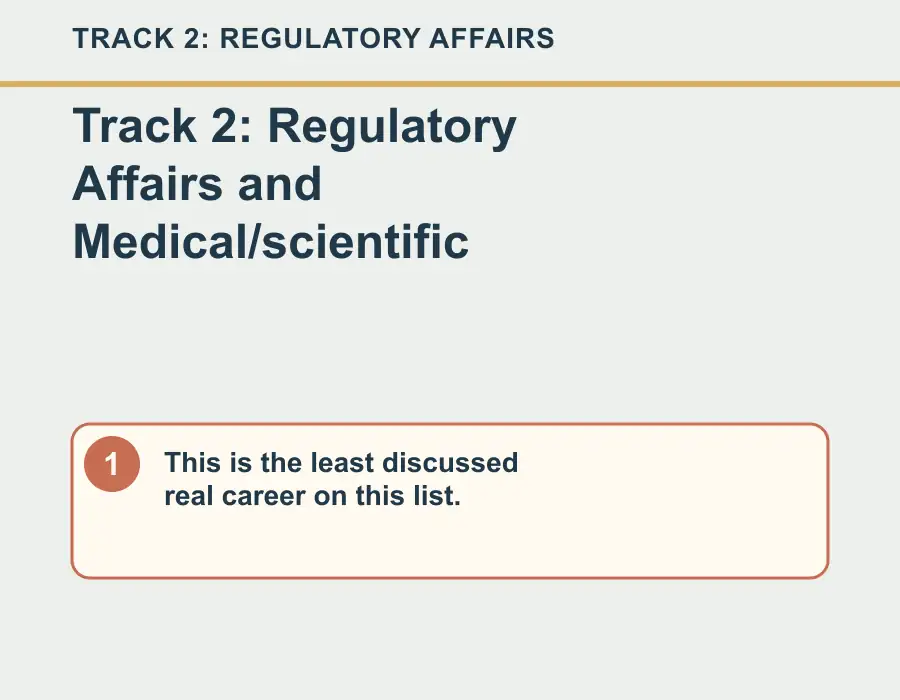 TRACK 2: REGULATORY AFFAIRS
Track 2: Regulatory
Affairs and
Medical/scientific
1
This is the least discussed
real career on this list.